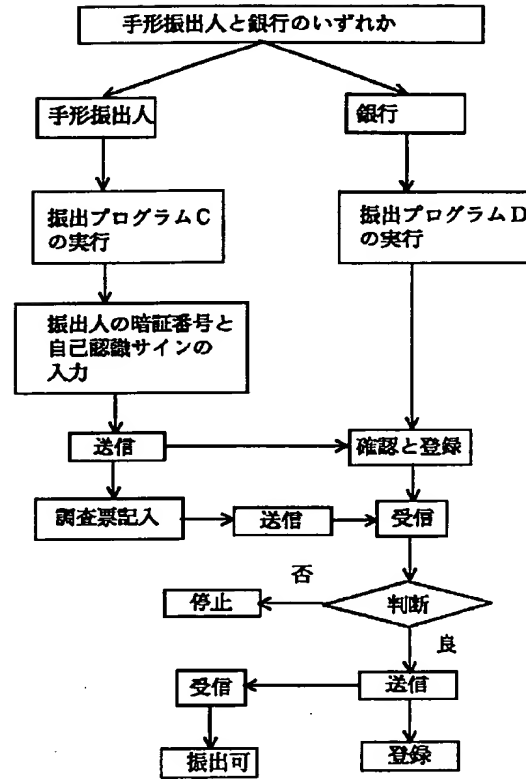 手形振出人と銀行のいずれか
手形振出人
銀行
振出プログラムC
の実行
振出プログラムD
の実行
振出人の暗証番号と
自己認識サインの
入力
送信
確認と登録
調査票記入
送信
受信
否
停止
判断
良
受信
送信
振出可
登録